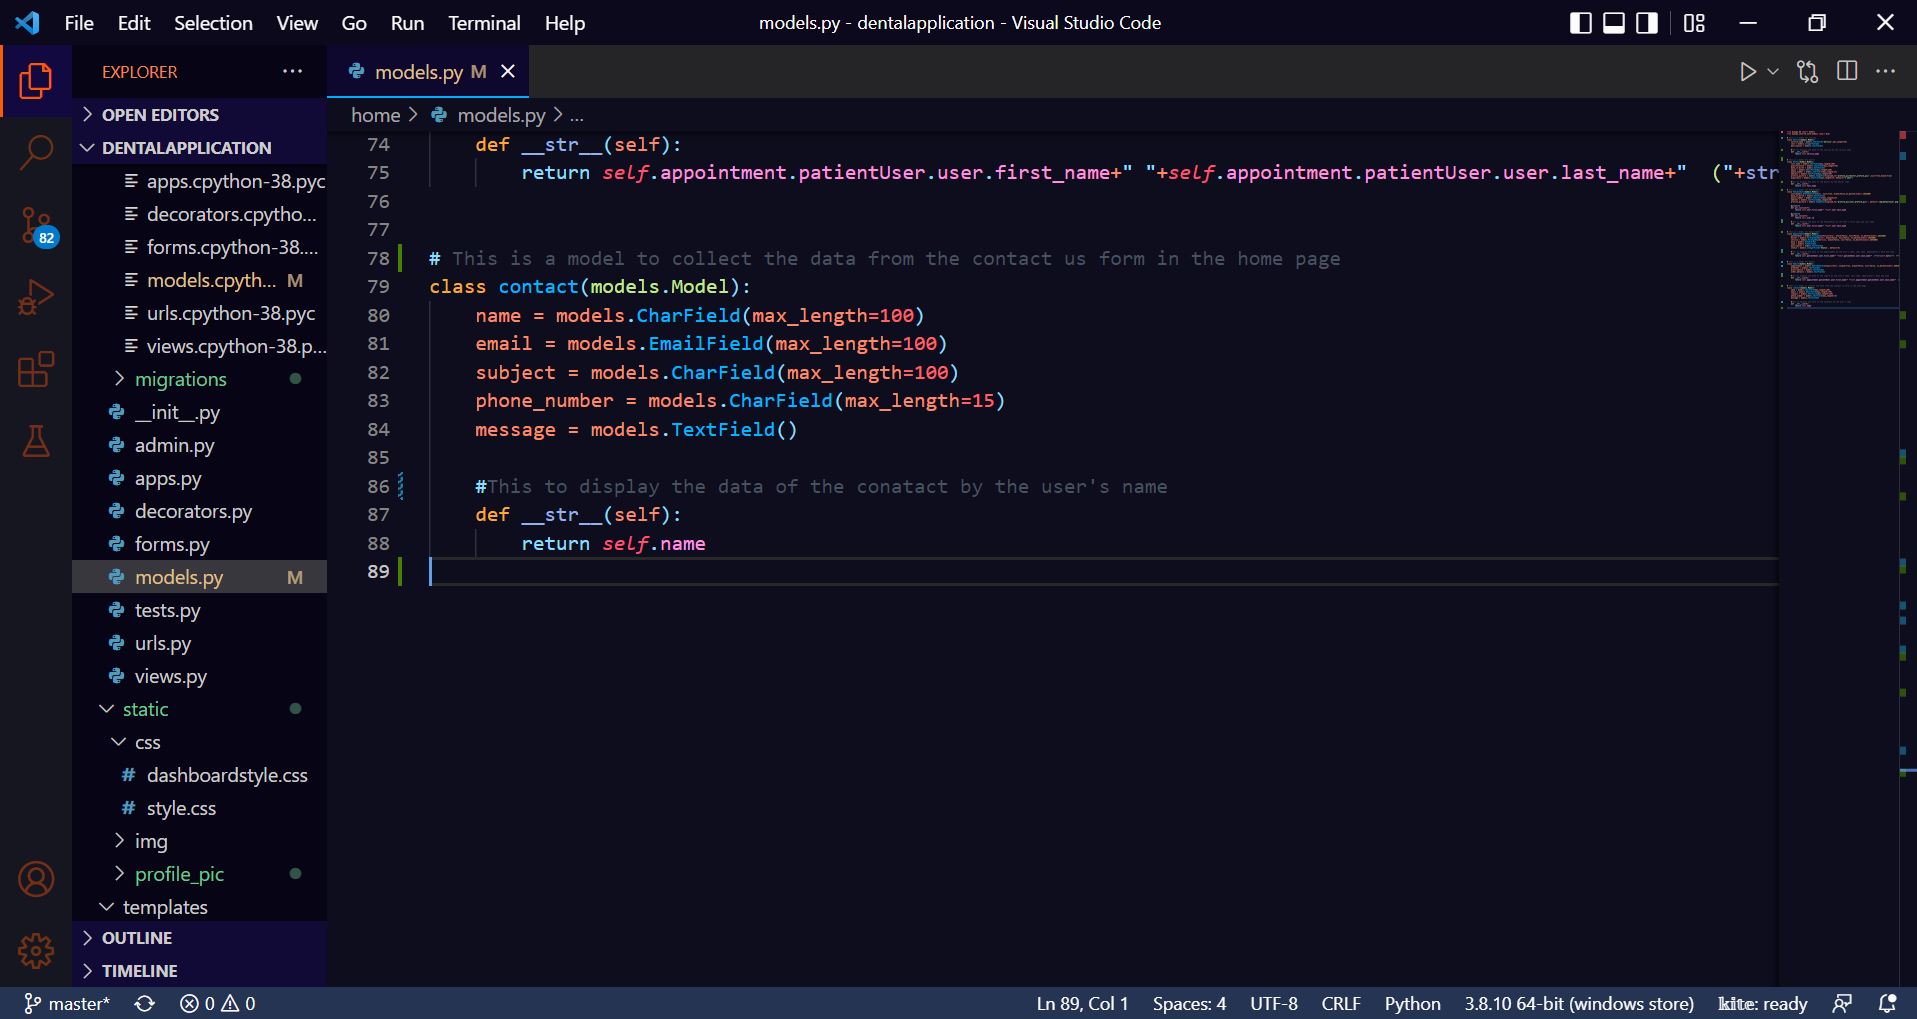 File Edit Selection View Go Run Terminal Help
models.py - dentalapplication - Visual Studio Code
EXPLORER
models.py M
OPEN EDITORS
DENTALAPPLICATION
apps.cpython-38.pyc
decorators.cpytho...
forms.cpython-38....
models.cpyth... M
urls.cpython-38.pyc
views.cpython-38.p...
migrations
__init__.py
admin.py
apps.py
decorators.py
forms.py
models.py M
tests.py
urls.py
views.py
static
css
# dashboardstyle.css
# style.css
img
profile_pic
templates
OUTLINE
TIMELINE
82
home > models.py > ...
74 def __str__(self):
75 return self.appointment.patientUser.user.first_name+" "+self.appointment.patientUser.user.last_name+"  ("+str
76
77
78 # This is a model to collect the data from the contact us form in the home page
79 class contact(models.Model):
80 name = models.CharField(max_length=100)
81 email = models.EmailField(max_length=100)
82 subject = models.CharField(max_length=100)
83 phone_number = models.CharField(max_length=15)
84 message = models.TextField()
85
86 #This to display the data of the conatact by the user's name
87 def __str__(self):
88 return self.name
89
master* 0 0 Ln 89, Col 1 Spaces: 4 UTF-8 CRLF Python 3.8.10 64-bit (windows store) kite: ready